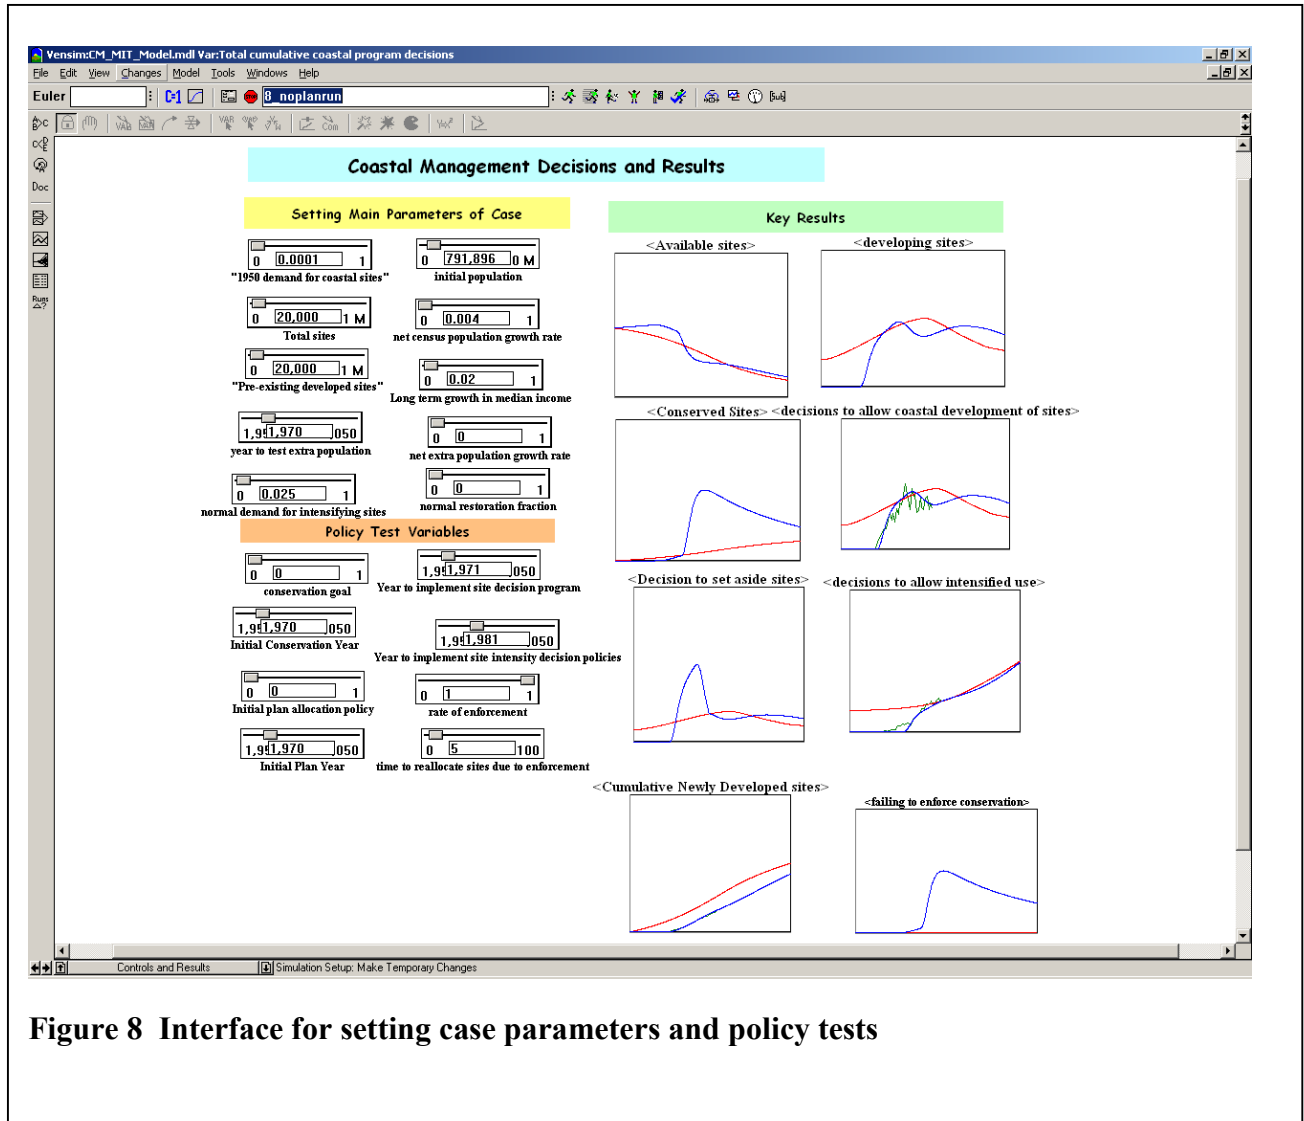 Vensim:CM_MIT_Model.mdl Var:Total cumulative coastal program decisions
File Edit View Changes Model Tools Windows Help
Euler 8_noplanrun
Doc
Runs
Coastal Management Decisions and Results
Setting Main Parameters of Case
0 0.0001 1
"1950 demand for coastal sites"
0 791,896 0 M
initial population
0 20,000 1 M
Total sites
0 0.004 1
net census population growth rate
0 20,000 1 M
"Pre-existing developed sites"
0 0.02 1
Long term growth in median income
1,95 1,970 ,050
year to test extra population
0 0 1
net extra population growth rate
0 0.025 1
normal demand for intensifying sites
0 0 1
normal restoration fraction
Policy Test Variables
0 0 1
conservation goal
1,95 1,971 ,050
Year to implement site decision program
1,95 1,970 ,050
Initial Conservation Year
1,95 1,981 ,050
Year to implement site intensity decision policies
0 0 1
Initial plan allocation policy
0 1 1
rate of enforcement
1,95 1,970 ,050
Initial Plan Year
0 5 100
time to reallocate sites due to enforcement
Key Results
<Available sites>
<developing sites>
<Conserved Sites>
<decisions to allow coastal development of sites>
<Decision to set aside sites>
<decisions to allow intensified use>
<Cumulative Newly Developed sites>
<failing to enforce conservation>
Controls and Results
Simulation Setup: Make Temporary Changes
Figure 8 Interface for setting case parameters and policy tests